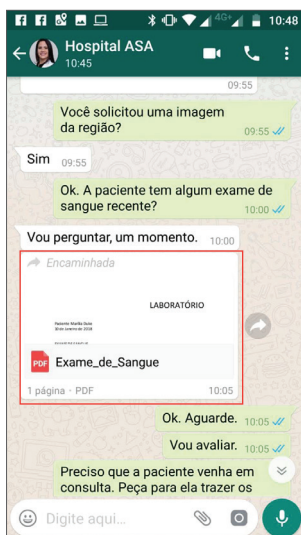 4G+
10:48
Hospital ASA
10:45
09:55
Você solicitou uma imagem
da região?
09:55
Sim 09:55
Ok. A paciente tem algum exame de
sangue recente?
10:00
Vou perguntar, um momento. 10:00
Encaminhada
LABORATÓRIO
PDF Exame_de_Sangue
1 página · PDF 10:05
Ok. Aguarde. 10:05
Vou avaliar. 10:05
Preciso que a paciente venha em
consulta. Peça para ela trazer os
Digite aqui...